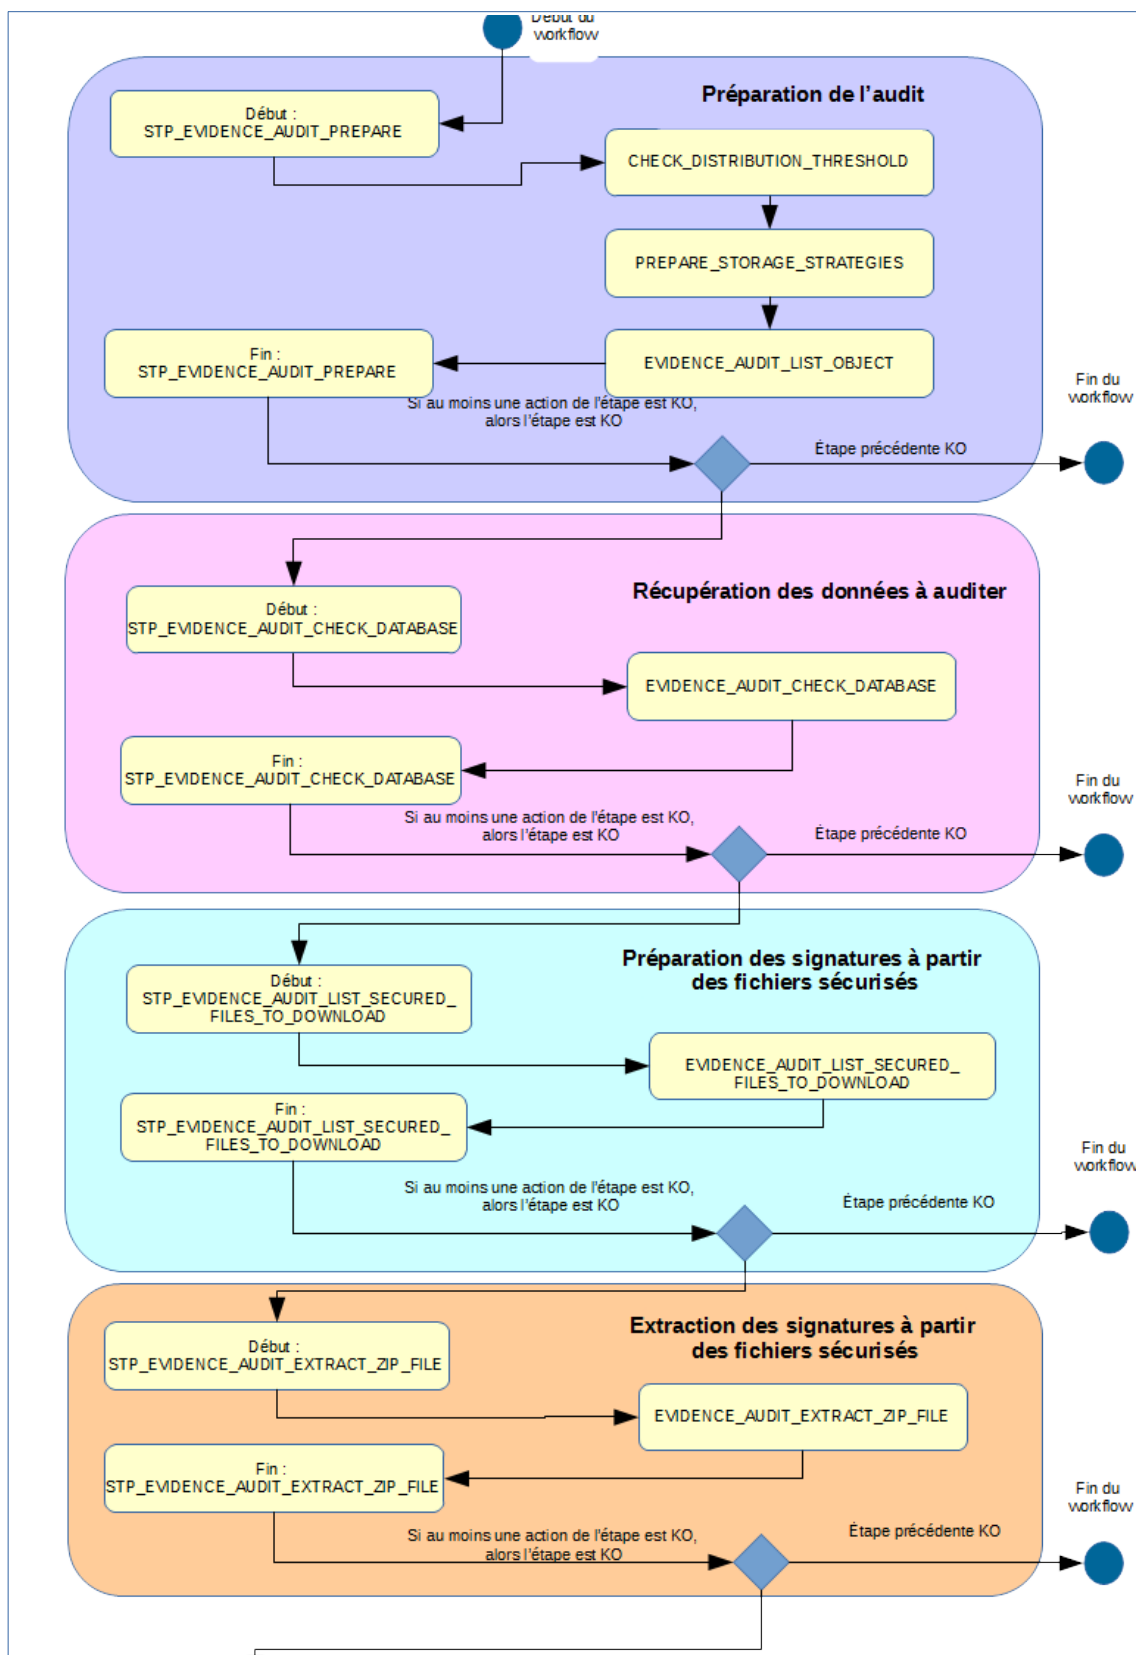 Début du
workflow
Préparation de l'audit
Début :
STP_EVIDENCE_AUDIT_PREPARE
CHECK_DISTRIBUTION_THRESHOLD
PREPARE_STORAGE_STRATEGIES
EVIDENCE_AUDIT_LIST_OBJECT
Fin :
STP_EVIDENCE_AUDIT_PREPARE
Si au moins une action de l'étape est KO,
alors l'étape est KO
Étape précédente KO
Fin du
workflow
Récupération des données à auditer
Début :
STP_EVIDENCE_AUDIT_CHECK_DATABASE
EVIDENCE_AUDIT_CHECK_DATABASE
Fin :
STP_EVIDENCE_AUDIT_CHECK_DATABASE
Si au moins une action de l'étape est KO,
alors l'étape est KO
Étape précédente KO
Fin du
workflow
Préparation des signatures à partir
des fichiers sécurisés
Début :
STP_EVIDENCE_AUDIT_LIST_SECURED_
FILES_TO_DOWNLOAD
EVIDENCE_AUDIT_LIST_SECURED_
FILES_TO_DOWNLOAD
Fin :
STP_EVIDENCE_AUDIT_LIST_SECURED_
FILES_TO_DOWNLOAD
Si au moins une action de l'étape est KO,
alors l'étape est KO
Étape précédente KO
Fin du
workflow
Extraction des signatures à partir
des fichiers sécurisés
Début :
STP_EVIDENCE_AUDIT_EXTRACT_ZIP_FILE
EVIDENCE_AUDIT_EXTRACT_ZIP_FILE
Fin :
STP_EVIDENCE_AUDIT_EXTRACT_ZIP_FILE
Si au moins une action de l'étape est KO,
alors l'étape est KO
Étape précédente KO
Fin du
workflow